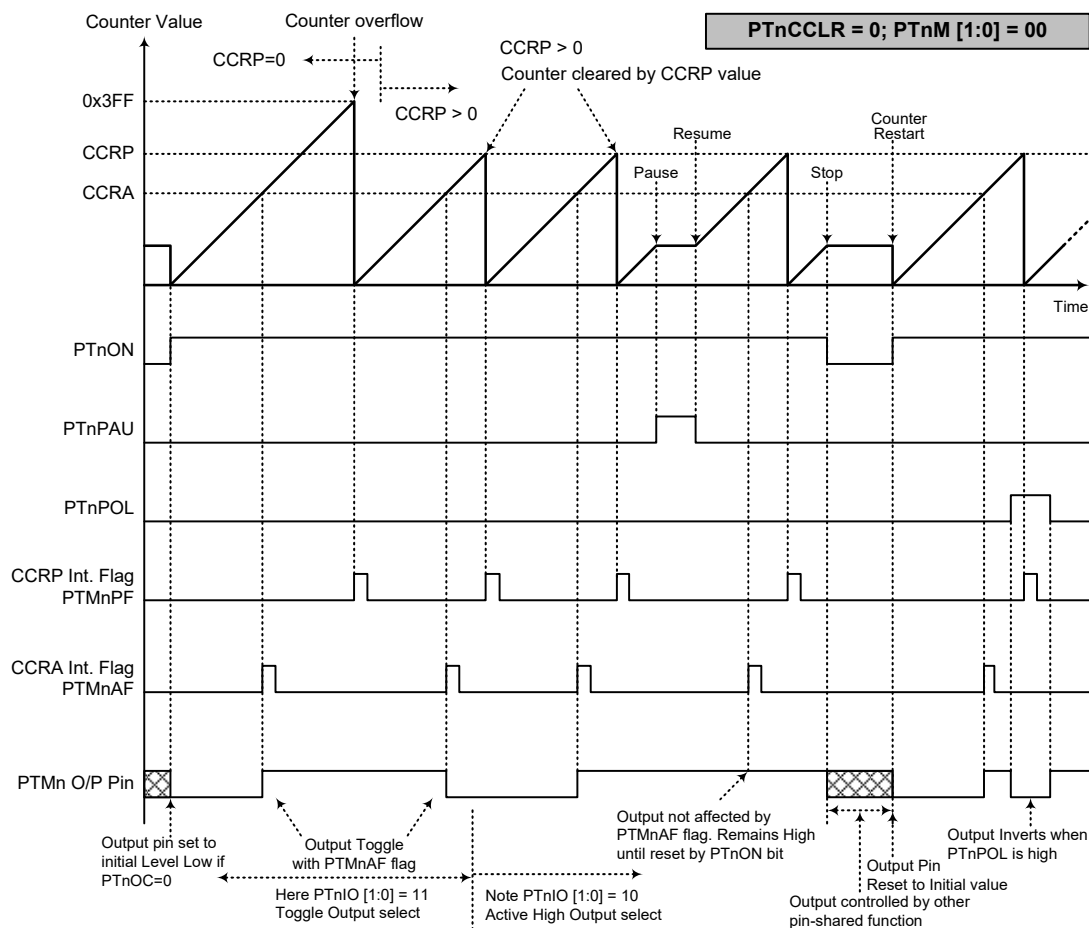 Counter Value
Counter overflow
PTnCCLR = 0; PTnM [1:0] = 00
CCRP=0
CCRP > 0
CCRP > 0
Counter cleared by CCRP value
0x3FF
CCRP
CCRA
Pause
Resume
Stop
Counter
Restart
Time
PTnON
PTnPAU
PTnPOL
CCRP Int. Flag
PTMnPF
CCRA Int. Flag
PTMnAF
PTMn O/P Pin
Output pin set to
initial Level Low if
PTnOC=0
Output Toggle
with PTMnAF flag
Here PTnIO [1:0] = 11
Toggle Output select
Note PTnIO [1:0] = 10
Active High Output select
Output not affected by
PTMnAF flag. Remains High
until reset by PTnON bit
Output Pin
Reset to Initial value
Output controlled by other
pin-shared function
Output Inverts when
PTnPOL is high